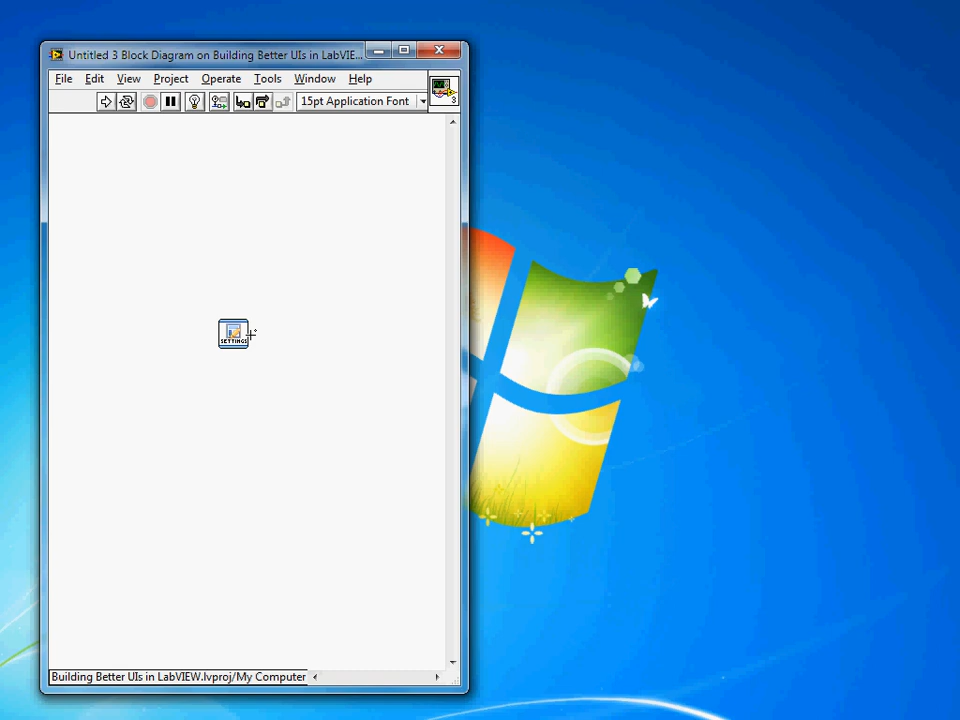 Untitled 3 Block Diagram on Building Better UIs in LabVIE...
File Edit View Project Operate Tools Window Help
15pt Application Font
3
SETTINGS
Building Better UIs in LabVIEW.lvproj/My Computer